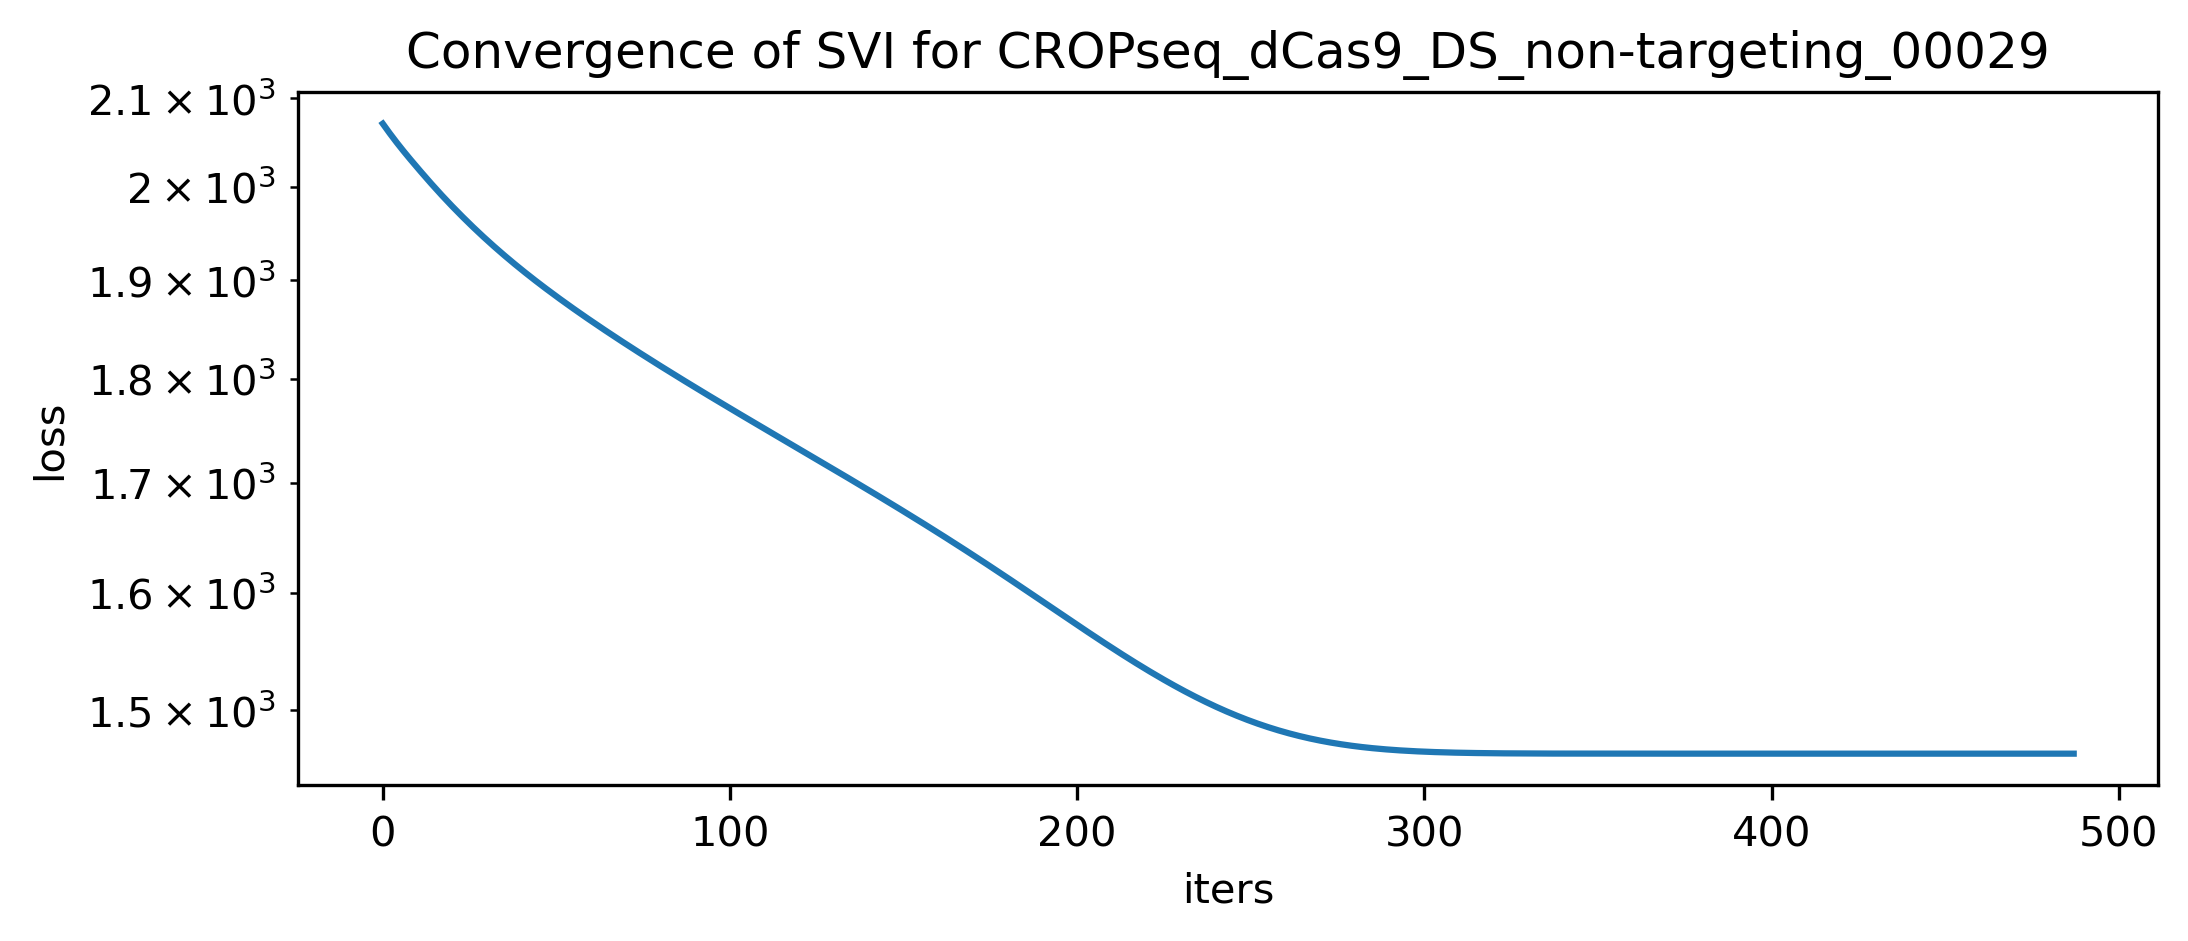 Convergence of SVI for CROPseq_dCas9_DS_non-targeting_00029
2.1 × 10³
2 × 10³
1.9 × 10³
1.8 × 10³
1.7 × 10³
1.6 × 10³
1.5 × 10³
loss
0 100 200 300 400 500
iters